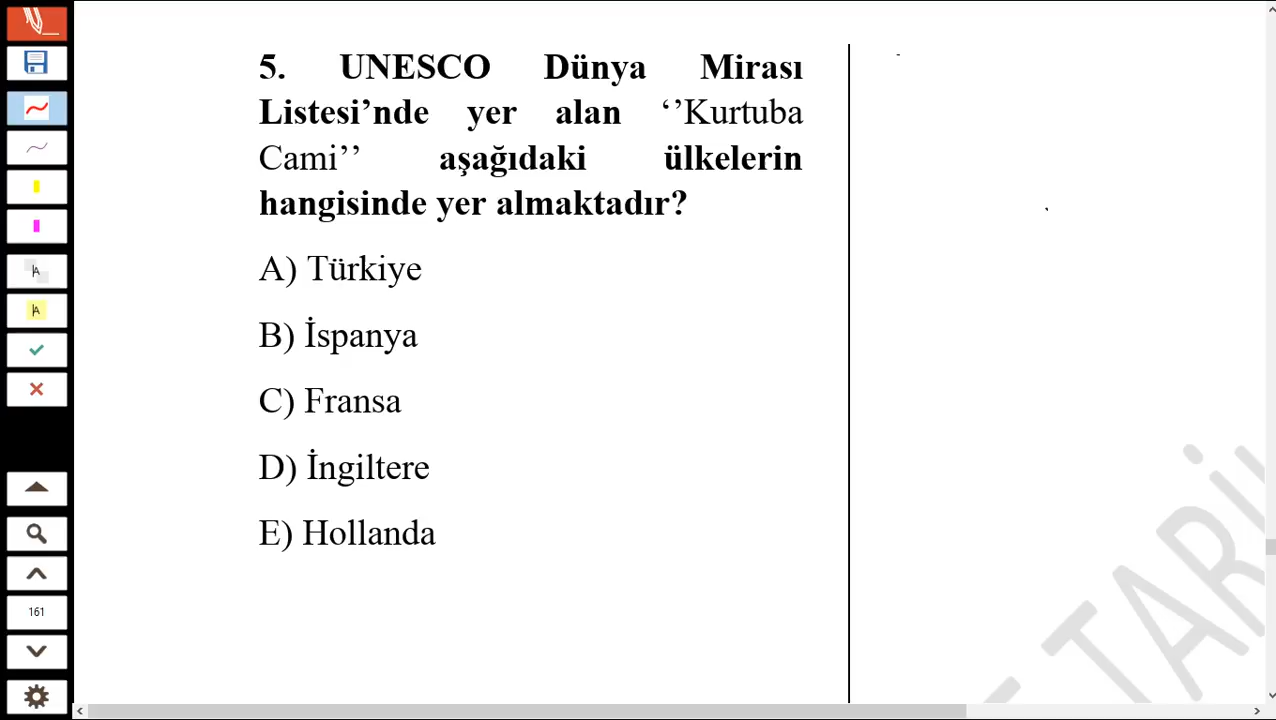 5. UNESCO Dünya Mirası
Listesi’nde yer alan ‘’Kurtuba
Cami’’ aşağıdaki ülkelerin
hangisinde yer almaktadır?
A) Türkiye
B) İspanya
C) Fransa
D) İngiltere
E) Hollanda
A
A
161
E TARİ